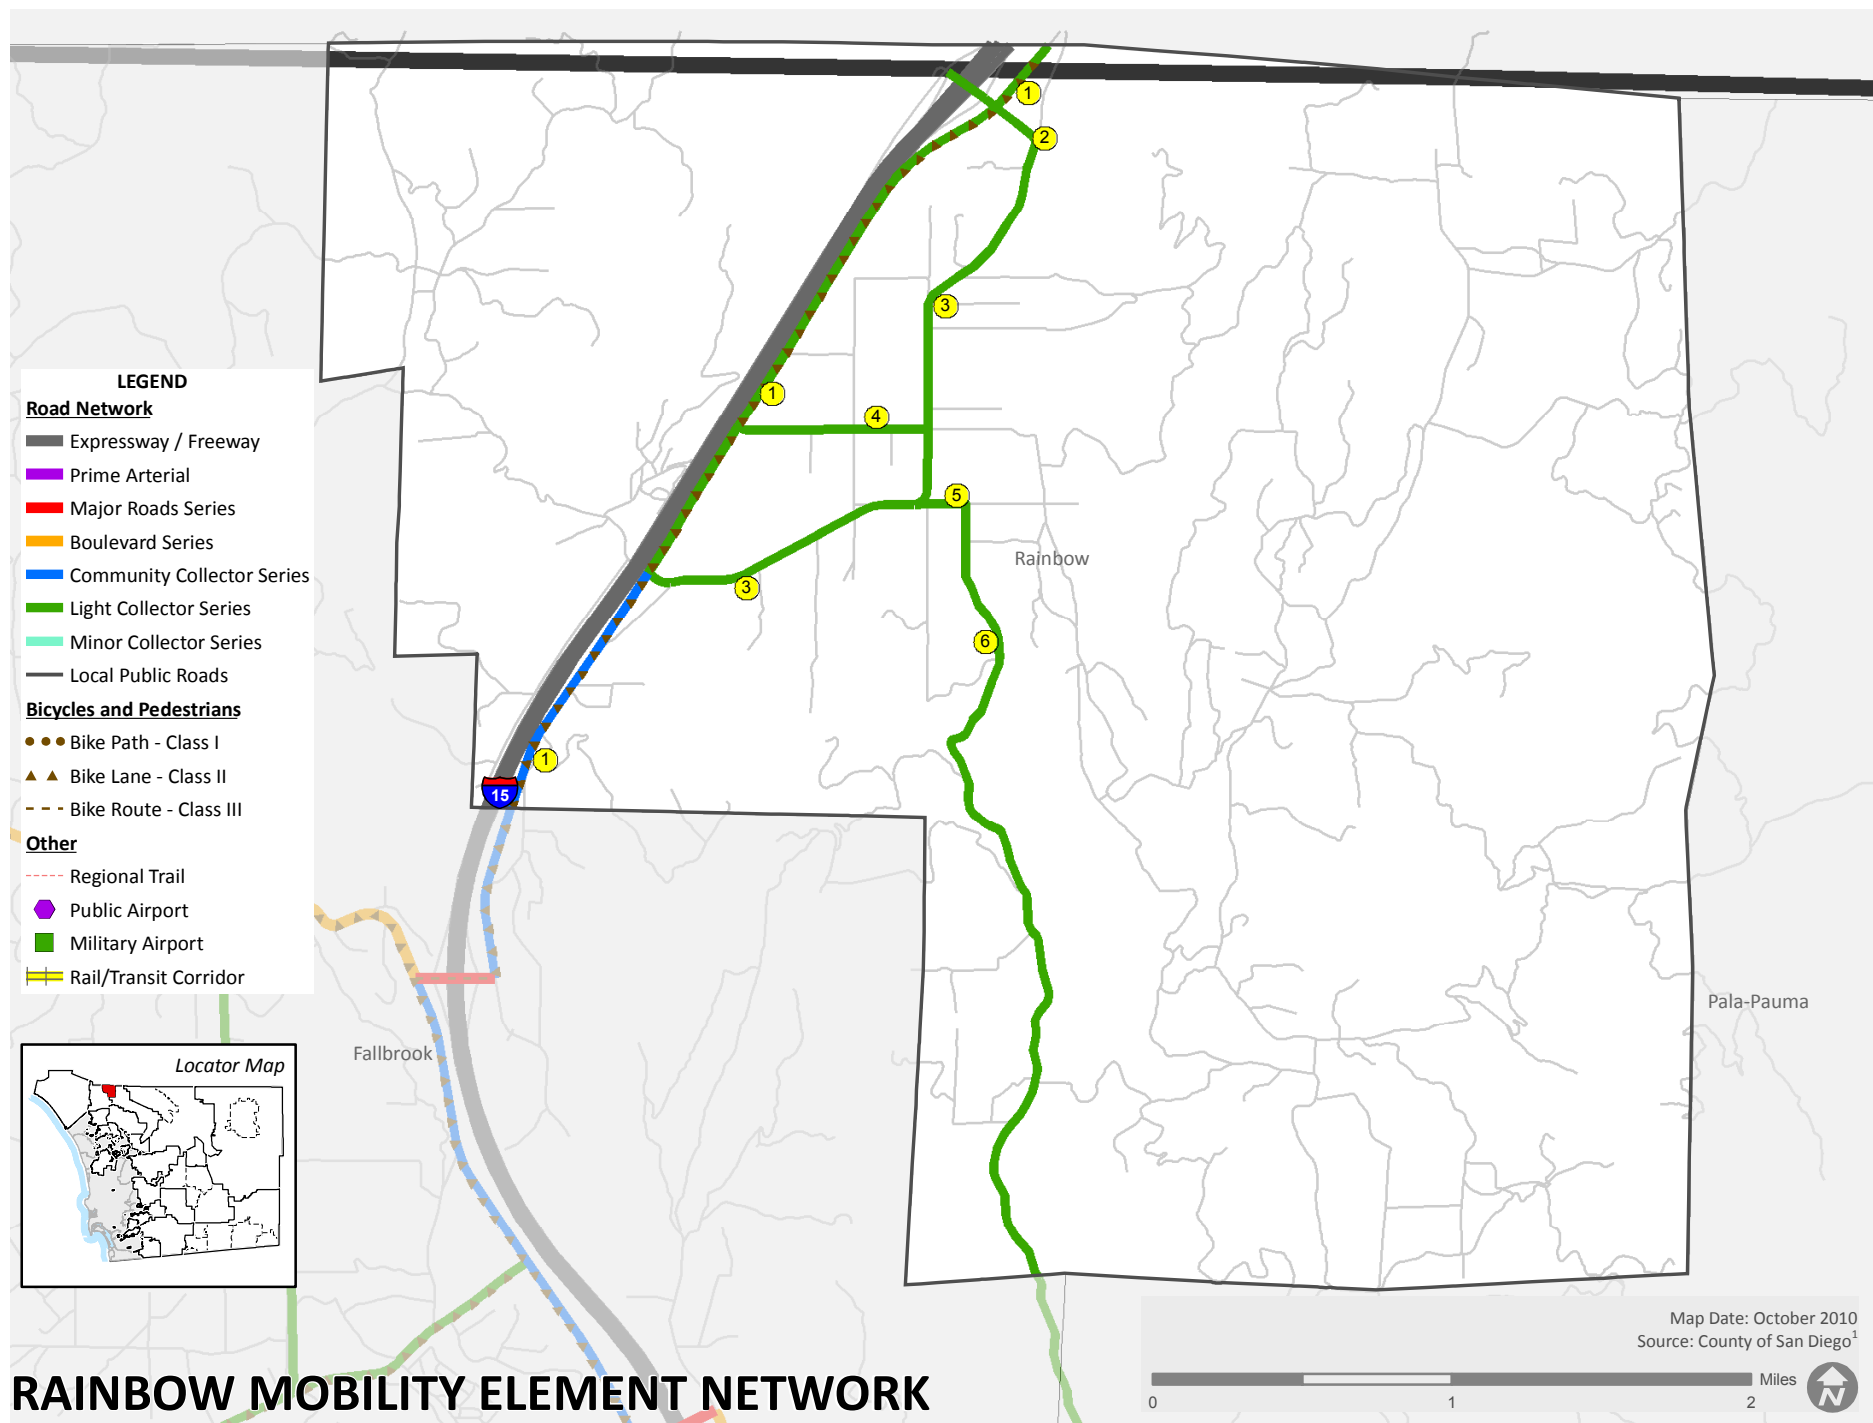 1
2
3
1
4
5
3
6
1
15
Rainbow
Fallbrook
Pala-Pauma
LEGEND
Road Network
Expressway / Freeway
Prime Arterial
Major Roads Series
Boulevard Series
Community Collector Series
Light Collector Series
Minor Collector Series
Local Public Roads
Bicycles and Pedestrians
Bike Path - Class I
Bike Lane - Class II
Bike Route - Class III
Other
Regional Trail
Public Airport
Military Airport
Rail/Transit Corridor
Locator Map
Map Date: October 2010
Source: County of San Diego1
Miles
0 1 2
N
RAINBOW MOBILITY ELEMENT NETWORK